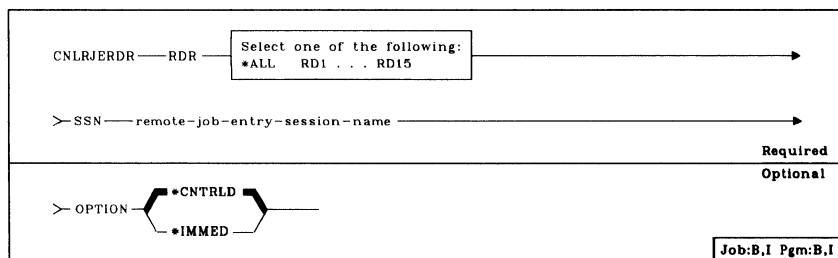 Select one of the following:
CNLRJERDR RDR *ALL RD1 . . . RD15
SSN remote-job-entry-session-name
Required
Optional
OPTION *CNTRLD
*IMMED
Job:B,I Pgm:B,I